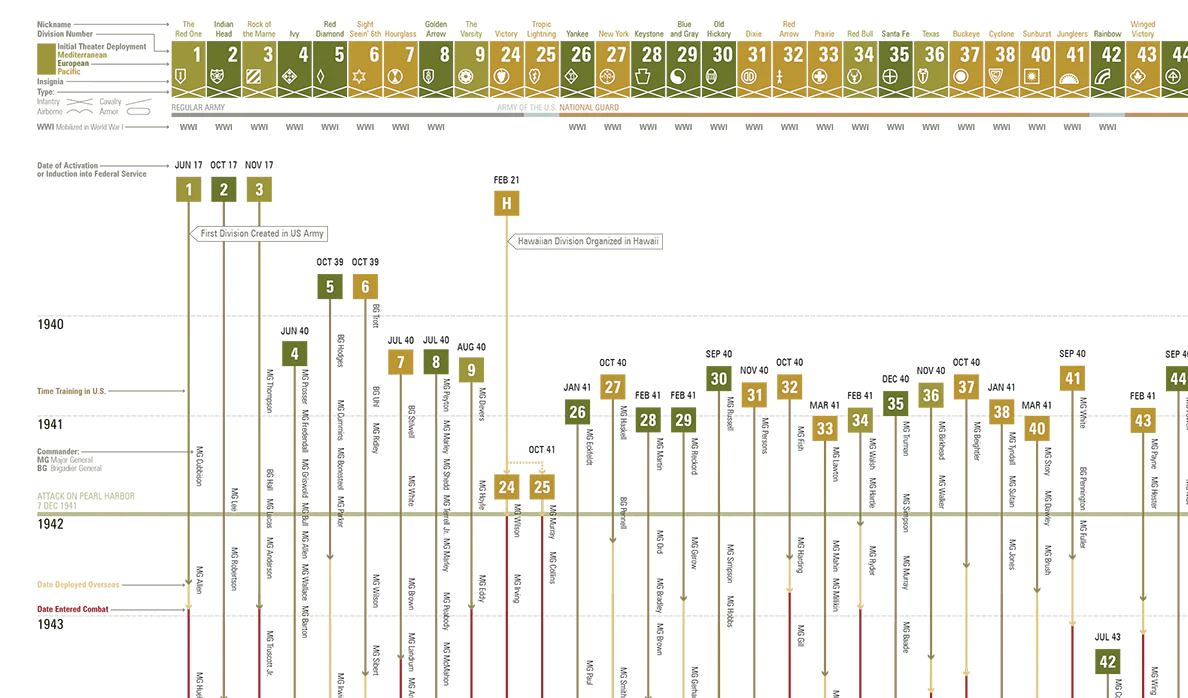 Nickname
Division Number
Initial Theater Deployment
Mediterranean
European
Pacific
Insignia
Type:
Infantry Cavalry
Airborne Armor
WWI Mobilized in World War I
The Red One Indian Head Rock of the Marne Ivy Red Diamond Sight Seein' 6th Hourglass Golden Arrow The Varsity Victory Tropic Lightning Yankee New York Keystone Blue and Gray Old Hickory Dixie Red Arrow Prairie Red Bull Santa Fe Texas Buckeye Cyclone Sunburst Jungleers Rainbow Winged Victory
1 2 3 4 5 6 7 8 9 24 25 26 27 28 29 30 31 32 33 34 35 36 37 38 40 41 42 43 44
REGULAR ARMY ARMY OF THE U.S. NATIONAL GUARD
WWI WWI WWI WWI WWI WWI WWI WWI WWI WWI WWI WWI WWI WWI WWI WWI WWI WWI WWI WWI WWI WWI WWI WWI
Date of Activation
or Induction into Federal Service
JUN 17 OCT 17 NOV 17
1 2 3
FEB 21
H
First Division Created in US Army
Hawaiian Division Organized in Hawaii
OCT 39 OCT 39
5 6
1940
JUN 40
4
JUL 40 JUL 40
7 8
AUG 40
9
JAN 41
26
OCT 40
27
FEB 41
28
FEB 41
29
SEP 40
30
NOV 40
31
OCT 40
32
MAR 41
33
FEB 41
34
DEC 40
35
NOV 40
36
OCT 40
37
JAN 41
38
MAR 41
40
SEP 40
41
FEB 41
43
44
Time Training in U.S.
1941
OCT 41
24 25
Commander:
MG Major General
BG Brigadier General
ATTACK ON PEARL HARBOR
7 DEC 1941
1942
Date Deployed Overseas
Date Entered Combat
1943
JUL 43
42
MG Cubbison
MG Allen
MG Lee
MG Robertson
MG Thompson
BG Hall
MG Lucas
MG Anderson
MG Truscott Jr.
MG Prosser
MG Fredendall
MG Griswold
MG Bull
MG Allen
MG Wallace
MG Barton
BG Hodges
MG Cummins
MG Bonesteel
MG Parker
BG Trott
BG Uhl
MG Ridley
MG Wilson
MG Sibert
BG Stilwell
MG White
MG Brown
MG Landrum
MG Peyton
MG Marley
MG Shedd
MG Terrell Jr.
MG Marley
MG Peabody
MG McMahon
MG Devers
MG Hoyle
MG Eddy
MG Wilson
MG Irving
MG Murray
MG Collins
MG Eckfeldt
MG Paul
MG Haskell
BG Pennell
MG Smith
MG Martin
MG Ord
MG Bradley
MG Brown
MG Reckord
MG Gerow
MG Russell
MG Simpson
MG Hobbs
MG Persons
MG Fish
MG Harding
MG Gill
MG Lawton
MG Mahin
MG Millikin
MG Walsh
MG Hartle
MG Ryder
MG Truman
MG Simpson
MG Murray
MG Baade
MG Birkhead
MG Walker
MG Beightler
MG Tyndall
MG Sultan
MG Jones
MG Story
MG Dawley
MG Brush
MG White
BG Pennington
MG Fuller
MG Payne
MG Hester
MG Wing